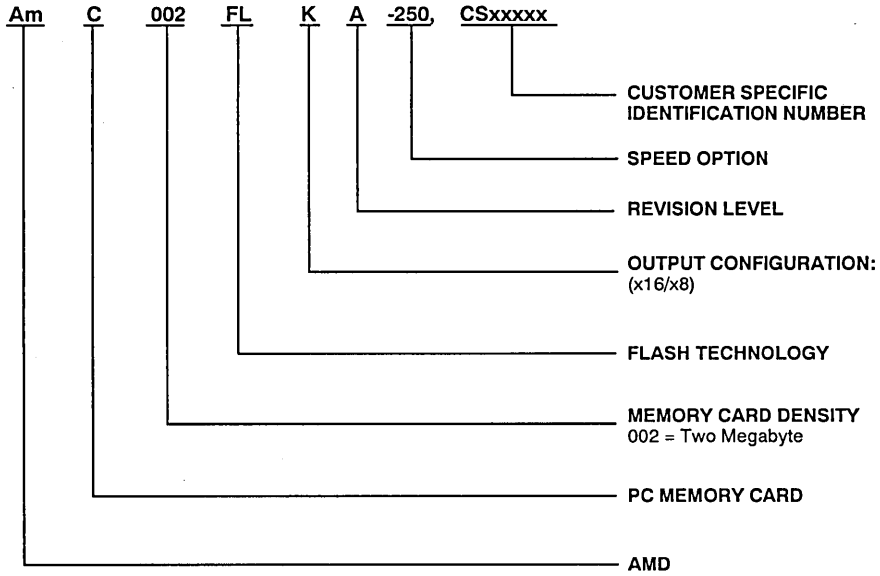 Am C 002 FL K A -250, CSxxxxx
CUSTOMER SPECIFIC
IDENTIFICATION NUMBER
SPEED OPTION
REVISION LEVEL
OUTPUT CONFIGURATION:
(x16/x8)
FLASH TECHNOLOGY
MEMORY CARD DENSITY
002 = Two Megabyte
PC MEMORY CARD
AMD